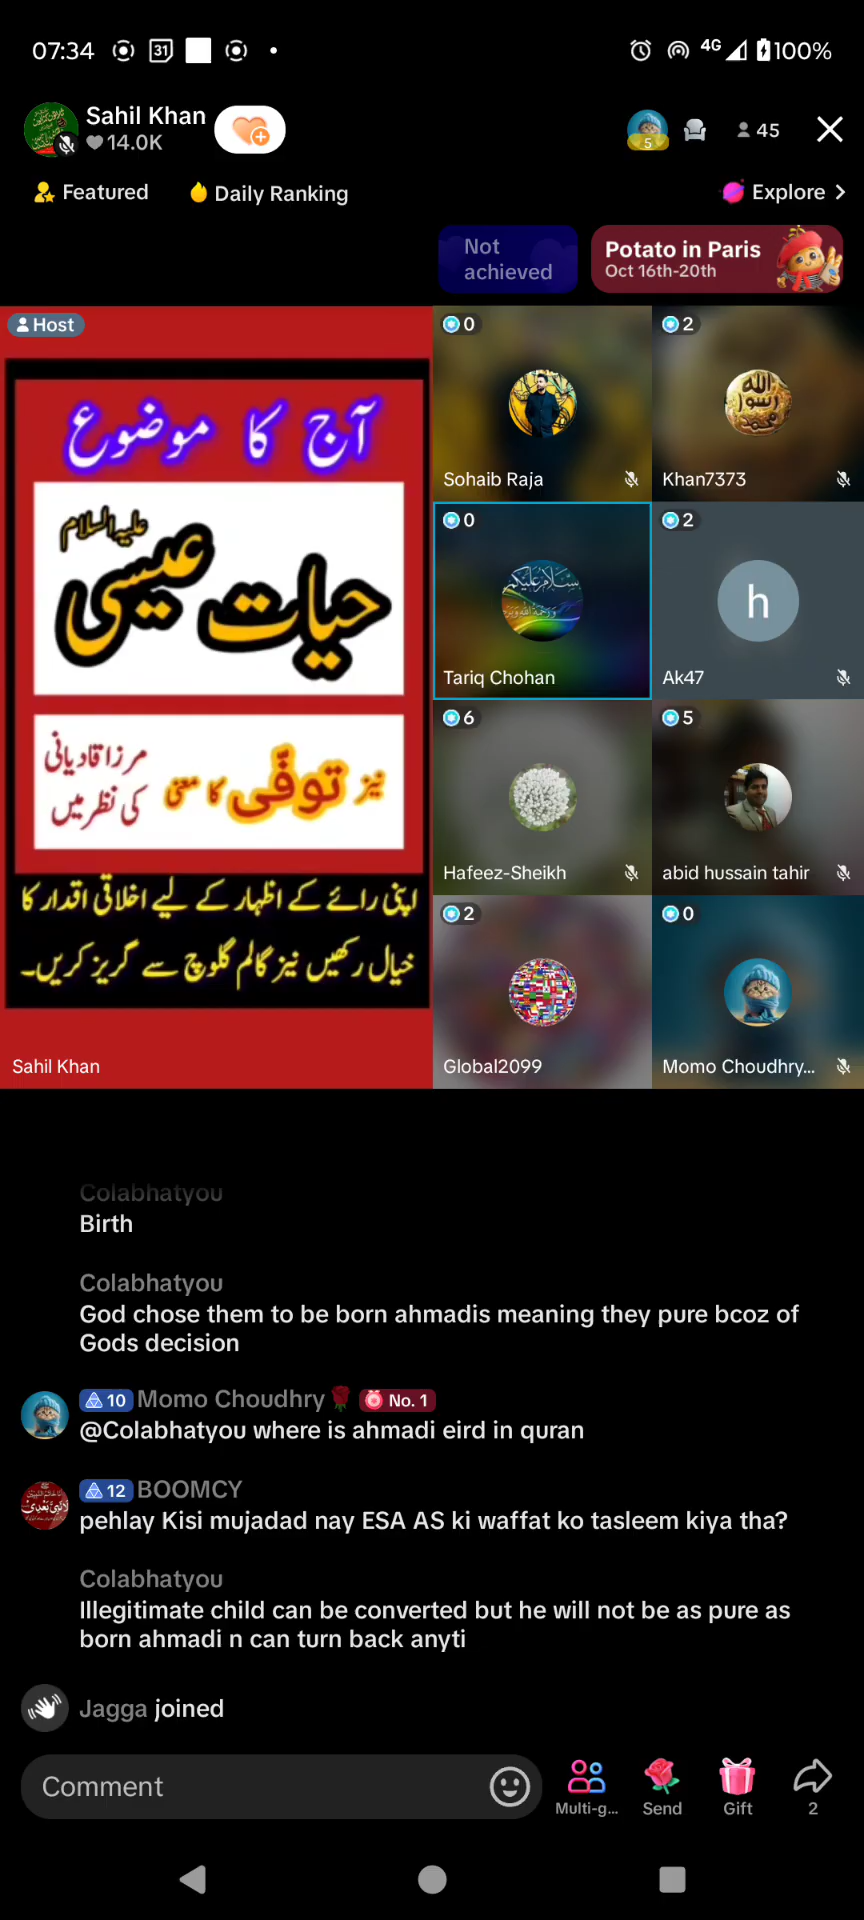 07:34
31
4G
100%
Sahil Khan
14.0K
5
45
Featured
Daily Ranking
Explore
Not
achieved
Potato in Paris
Oct 16th-20th
Host
آج کا موضوع
حیات عیسی علیہ السلام
نیز توفّی کا معنی
مرزا قادیانی
کی نظر میں
اپنی رائے کے اظہار کے لیے اخلاقی اقدار کا
خیال رکھیں نیز گالم گلوچ سے گریز کریں۔
Sahil Khan
0
Sohaib Raja
2
الله
رسول
محمد
Khan7373
0
Tariq Chohan
2
h
Ak47
6
Hafeez-Sheikh
5
abid hussain tahir
2
Global2099
0
Momo Choudhry...
Colabhatyou
Birth
Colabhatyou
God chose them to be born ahmadis meaning they pure bcoz of
Gods decision
10 Momo Choudhry No. 1
@Colabhatyou where is ahmadi eird in quran
12 BOOMCY
pehlay Kisi mujadad nay ESA AS ki waffat ko tasleem kiya tha?
Colabhatyou
Illegitimate child can be converted but he will not be as pure as
born ahmadi n can turn back anyti
Jagga joined
Comment
Multi-g...
Send
Gift
2